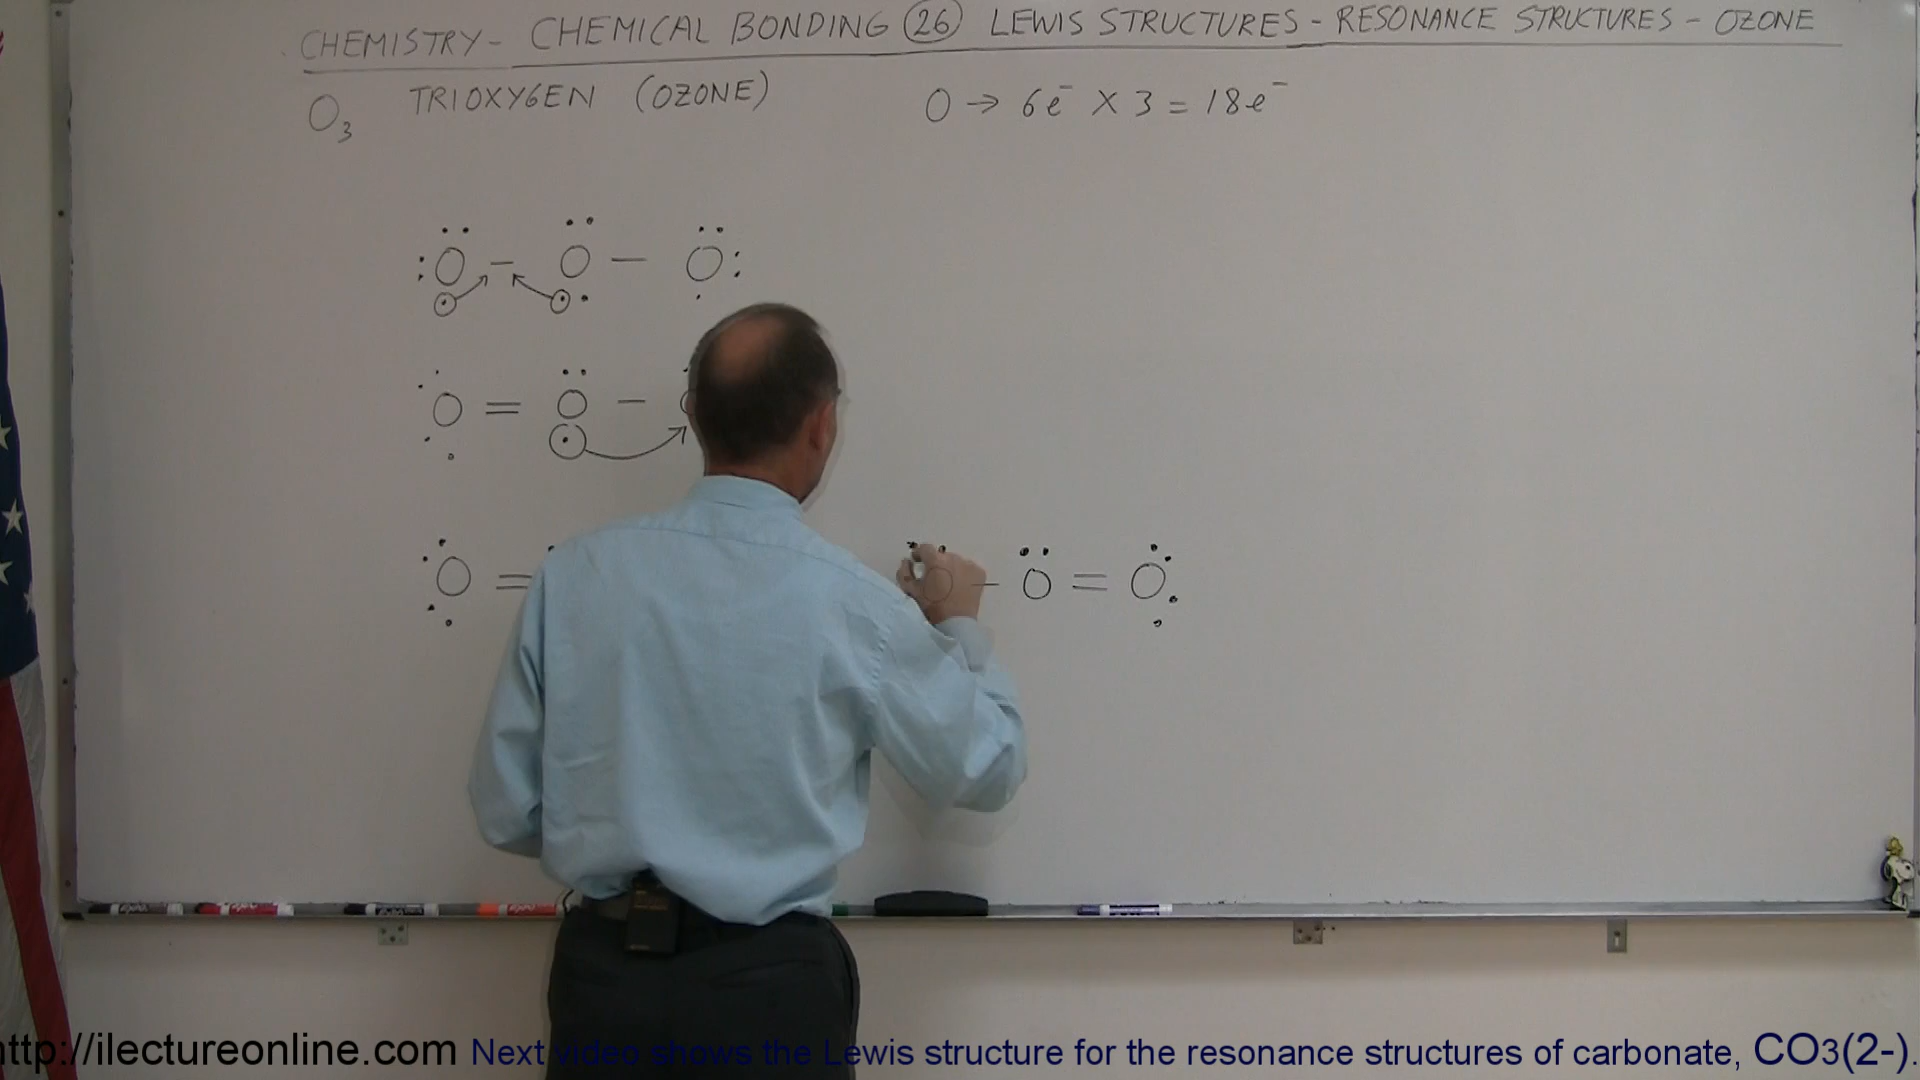 CHEMISTRY - CHEMICAL BONDING 26 LEWIS STRUCTURES - RESONANCE STRUCTURES - OZONE
O3 TRIOXYGEN (OZONE) O → 6e⁻ X 3 = 18e⁻
O - O - O
O = O -
O = O - O = O
http://ilectureonline.com Next video shows the Lewis structure for the resonance structures of carbonate, CO3(2-).